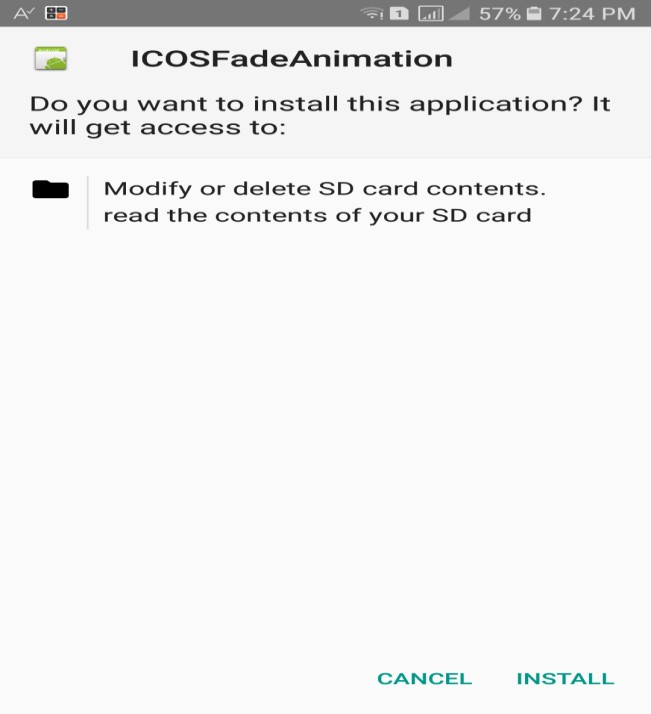 1 57% 7:24 PM
ICOSFadeAnimation
Do you want to install this application? It
will get access to:
Modify or delete SD card contents.
read the contents of your SD card
CANCEL INSTALL